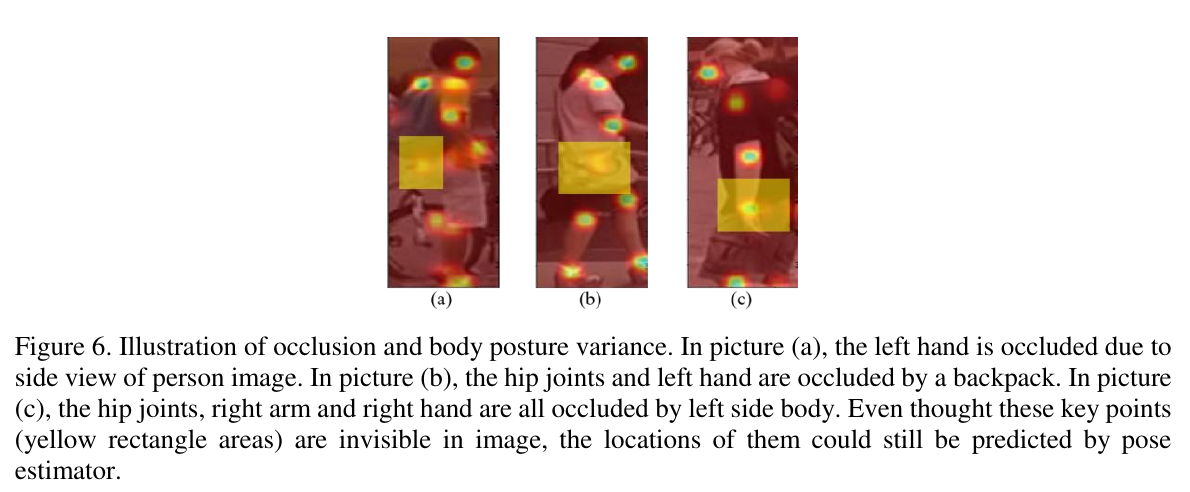 (a)
(b)
(c)
Figure 6. Illustration of occlusion and body posture variance. In picture (a), the left hand is occluded due to
side view of person image. In picture (b), the hip joints and left hand are occluded by a backpack. In picture
(c), the hip joints, right arm and right hand are all occluded by left side body. Even thought these key points
(yellow rectangle areas) are invisible in image, the locations of them could still be predicted by pose
estimator.